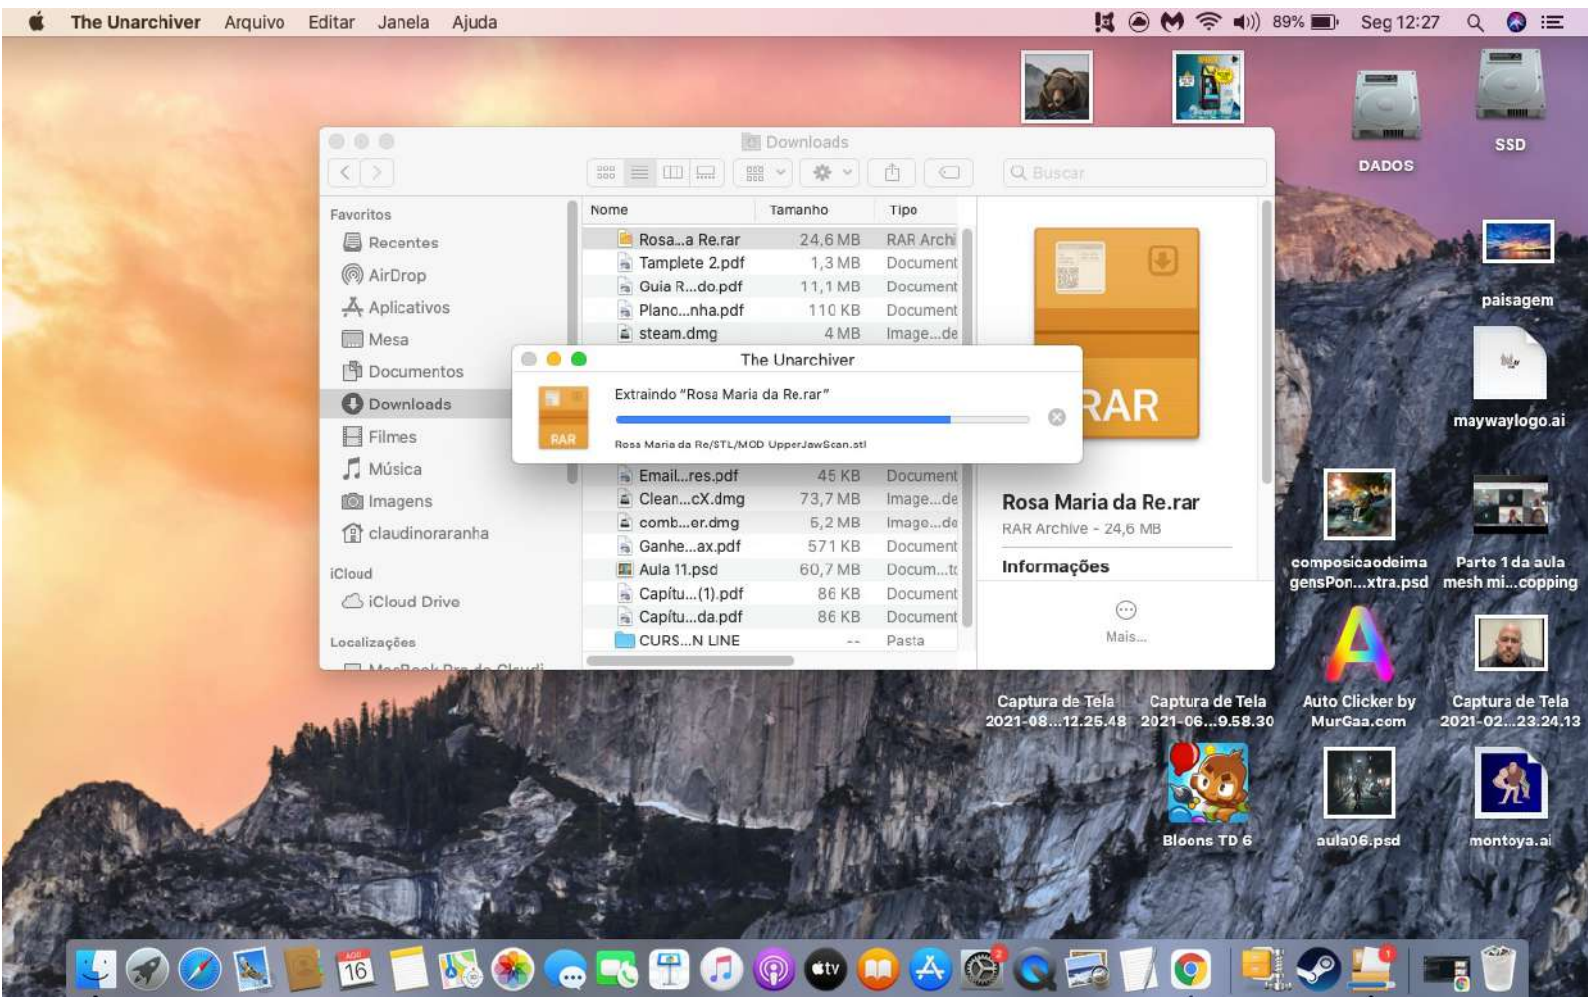 The Unarchiver Arquivo Editar Janela Ajuda 89% Seg 12:27
Downloads
Buscar
Favoritos
Recentes
AirDrop
Aplicativos
Mesa
Documentos
Downloads
Filmes
Música
Imagens
claudinoraranha
iCloud
iCloud Drive
Localizações
Nome Tamanho Tipo
Rosa...a Re.rar 24,6 MB RAR Archi
Tamplete 2.pdf 1,3 MB Document
Guia R...do.pdf 11,1 MB Document
Plano...nha.pdf 110 KB Document
steam.dmg 4 MB Image...de
The Unarchiver
Extraindo “Rosa Maria da Re.rar”
RAR
Rosa Maria da Re/STL/MOD UpperJawScan.stl
RAR
Email...res.pdf 45 KB Document
Clean...cX.dmg 73,7 MB Image...de
comb...er.dmg 5,2 MB Image...de
Ganhe...ax.pdf 571 KB Document
Aula 11.psd 60,7 MB Docum...to
Capítu...(1).pdf 86 KB Document
Capítu...da.pdf 86 KB Document
CURS...N LINE -- Pasta
Rosa Maria da Re.rar
RAR Archive - 24,6 MB
Informações
Mais...
DADOS
SSD
paisagem
maywaylogo.ai
composicaodeima
gensPon...xtra.psd
Parte 1 da aula
mesh mi...copping
Captura de Tela
2021-08...12.25.48
Captura de Tela
2021-06...9.58.30
Auto Clicker by
MurGaa.com
Captura de Tela
2021-02...23.24.13
Bloons TD 6
aula06.psd
montoya.ai
AGO
16
tv
2
1